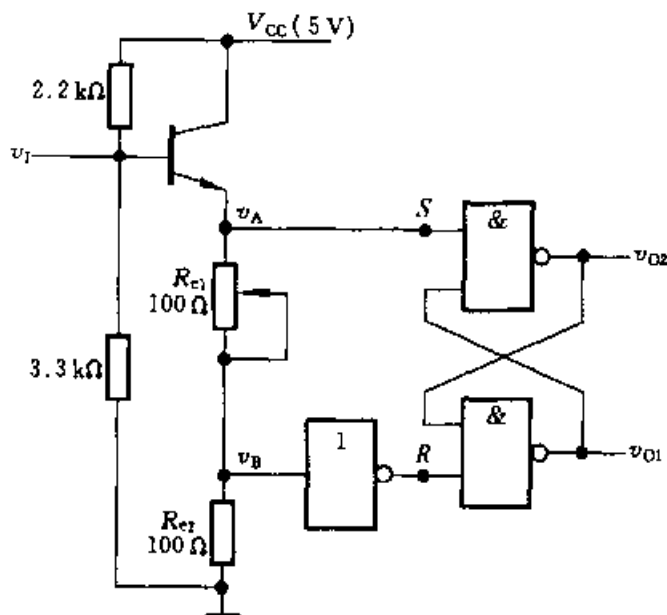 V_CC(5 V)
2.2 kΩ
v_I
v_A
S
&
v_O2
R_e1
100 Ω
3.3 kΩ
&
v_B
1
R
v_O1
R_e2
100 Ω